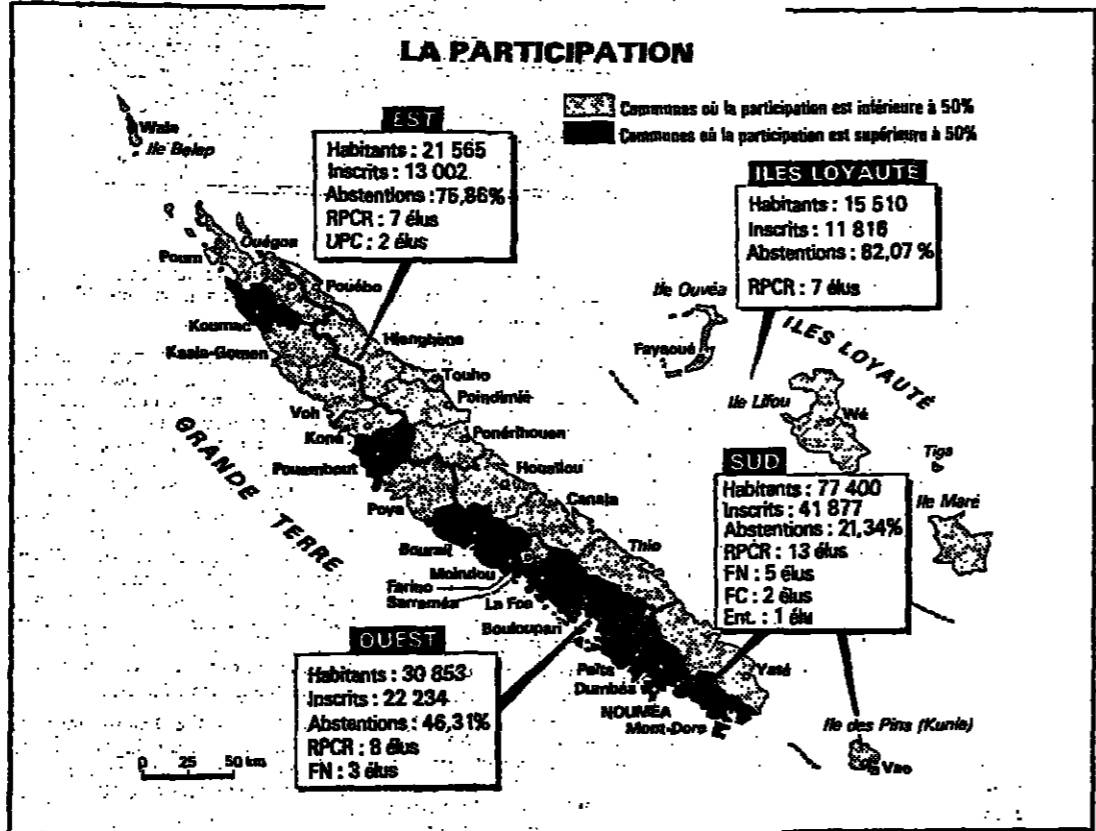 LA PARTICIPATION
Communes où la participation est inférieure à 50%
Communes où la participation est supérieure à 50%
EST
Habitants : 21 565
Inscrits : 13 002
Abstentions : 75,86%
RPCR : 7 élus
UPC : 2 élus
ILES LOYAUTÉ
Habitants : 15 510
Inscrits : 11 816
Abstentions : 82,07 %
RPCR : 7 élus
Wala
Ile Belep
Ouégoa
Poum
Pouébo
Koumac
Kaala-Gomen
Hienghène
Touho
Poindimié
Voh
Koné
Ponérihouen
Pouembout
Houaïlou
Poya
Canala
Bourail
Thio
Moindou
Farino
Sarraméa
La Foa
Bouloupari
Païta
Dumbéa
NOUMÉA
Mont-Dore
Yaté
GRANDE TERRE
Ile Ouvéa
Fayaoué
ILES LOYAUTÉ
Ile Lifou
Wé
Tiga
Ile Maré
SUD
Habitants : 77 400
Inscrits : 41 877
Abstentions : 21,34%
RPCR : 13 élus
FN : 5 élus
FC : 2 élus
Ent. : 1 élu
OUEST
Habitants : 30 853
Inscrits : 22 234
Abstentions : 46,31%
RPCR : 8 élus
FN : 3 élus
Ile des Pins (Kunie)
Vao
0 25 50 km